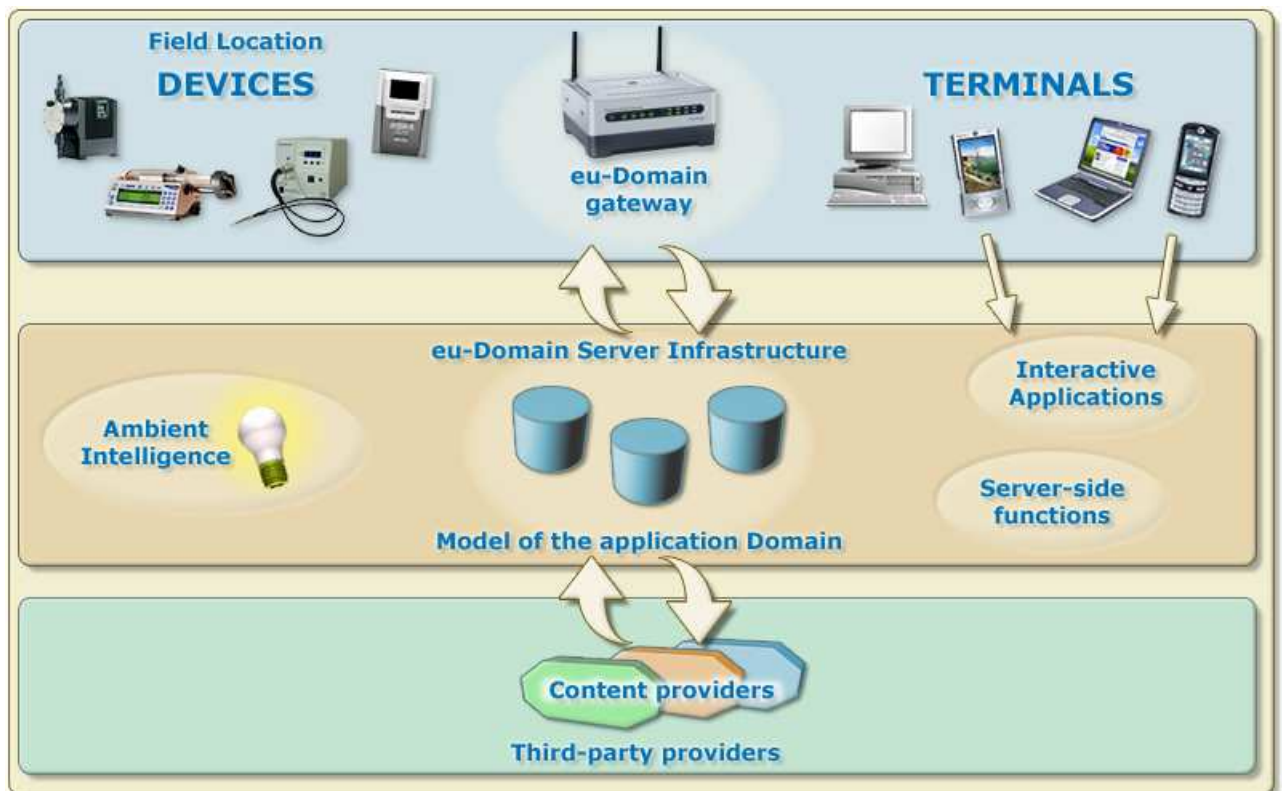 Field Location
DEVICES
eu-Domain
gateway
TERMINALS
eu-Domain Server Infrastructure
Ambient
Intelligence
Interactive
Applications
Server-side
functions
Model of the application Domain
Content providers
Third-party providers